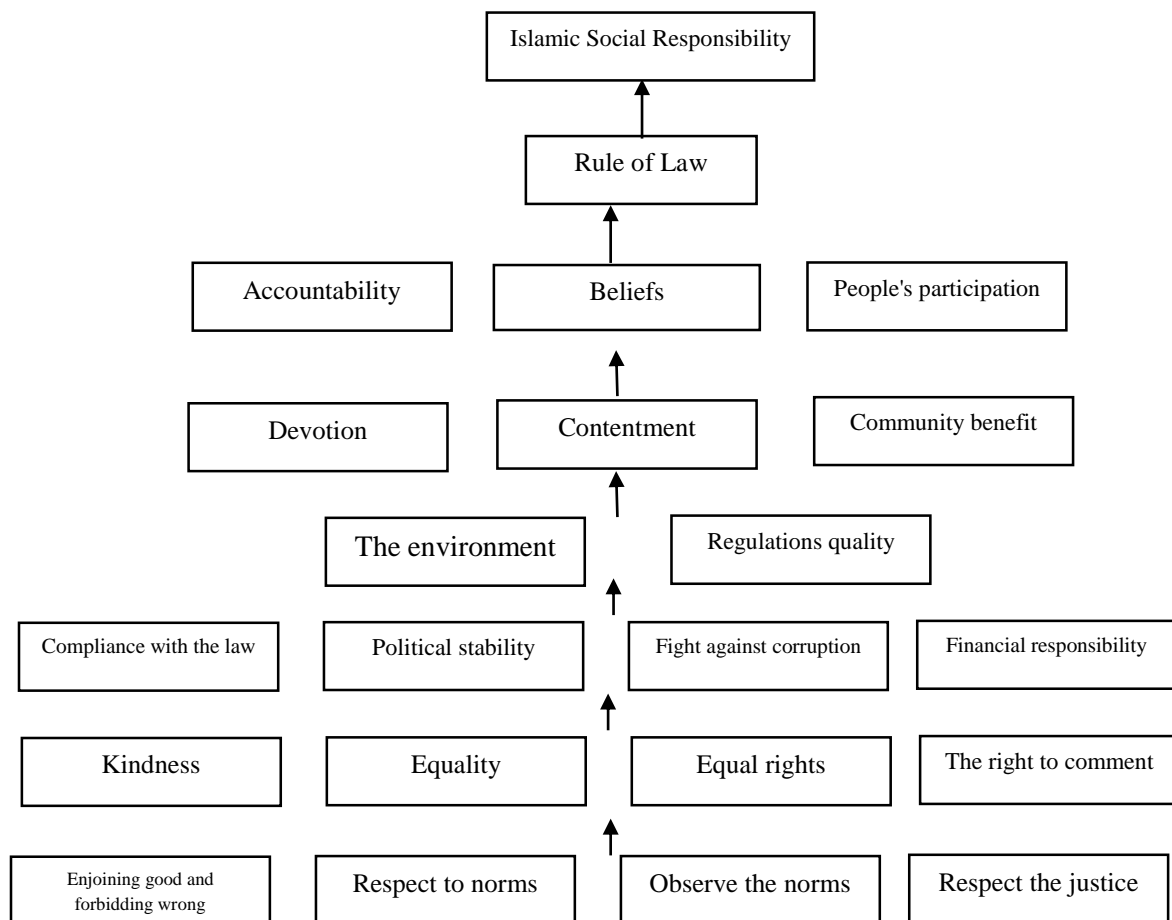 Islamic Social Responsibility
Rule of Law
Accountability
Beliefs
People's participation
Devotion
Contentment
Community benefit
The environment
Regulations quality
Compliance with the law
Political stability
Fight against corruption
Financial responsibility
Kindness
Equality
Equal rights
The right to comment
Enjoining good and
forbidding wrong
Respect to norms
Observe the norms
Respect the justice